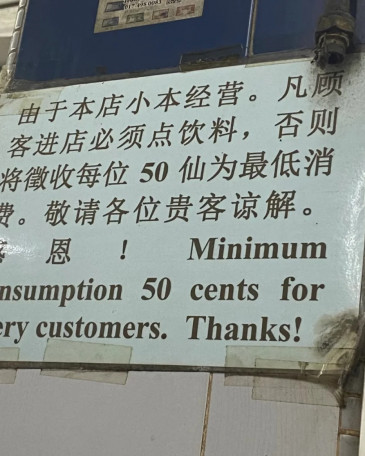 由于本店小本经营。凡顾
客进店必须点饮料，否则
将徵收每位 50 仙为最低消
费。敬请各位贵客谅解。
恩 ！ Minimum
nsumption 50 cents for
ery customers. Thanks!